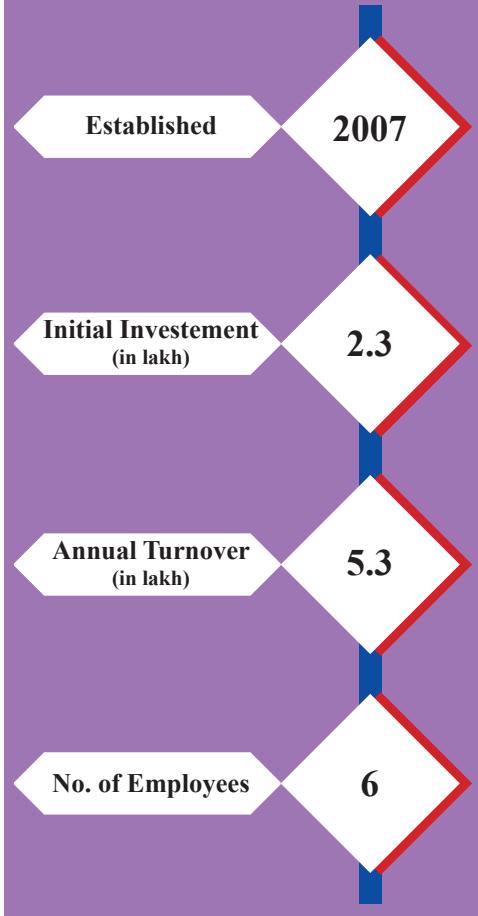 Established
2007
Initial Investement
(in lakh)
2.3
Annual Turnover
(in lakh)
5.3
No. of Employees
6